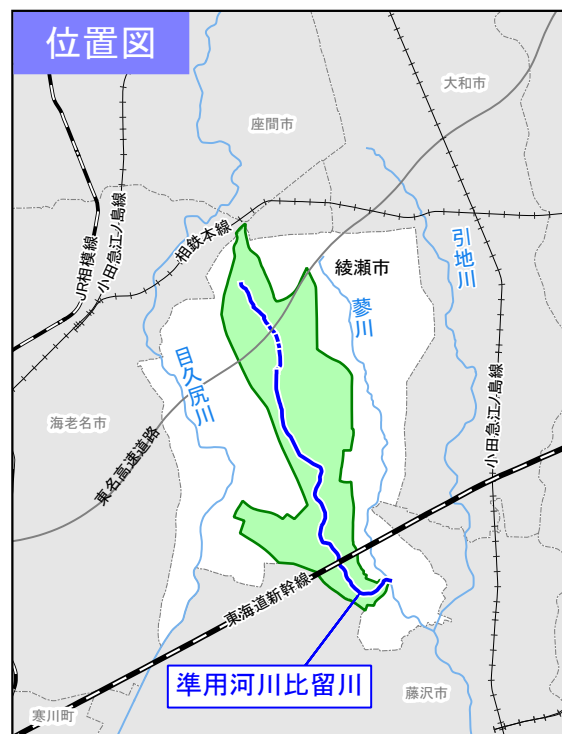 位置図
大和市
座間市
相鉄本線
小田急江ノ島線
JR相模線
綾瀬市
引地川
蓼川
目久尻川
海老名市
東名高速道路
小田急江ノ島線
東海道新幹線
準用河川比留川
藤沢市
寒川町